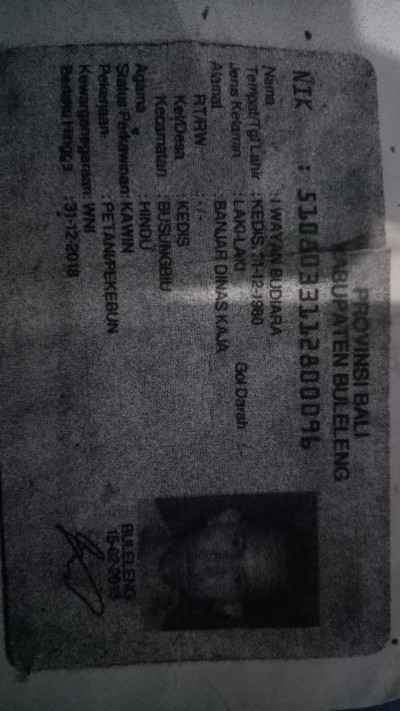 PROVINSI BALI
KABUPATEN BULELENG
NIK : 5108033112800096
Nama : I WAYAN BUDIARA
Tempat/Tgl Lahir : KEDIS, 31-12-1980
Jenis Kelamin : LAKI-LAKI Gol Darah : -
Alamat : BANJAR DINAS KAJA
RT/RW : -/-
Kel/Desa : KEDIS
Kecamatan : BUSUNGBIU
Agama : HINDU
Status Perkawinan: KAWIN
Pekerjaan : PETANI/PEKEBUN
Kewarganegaraan: WNI
Berlaku Hingga : 31-12-2018
BULELENG
15-02-2013